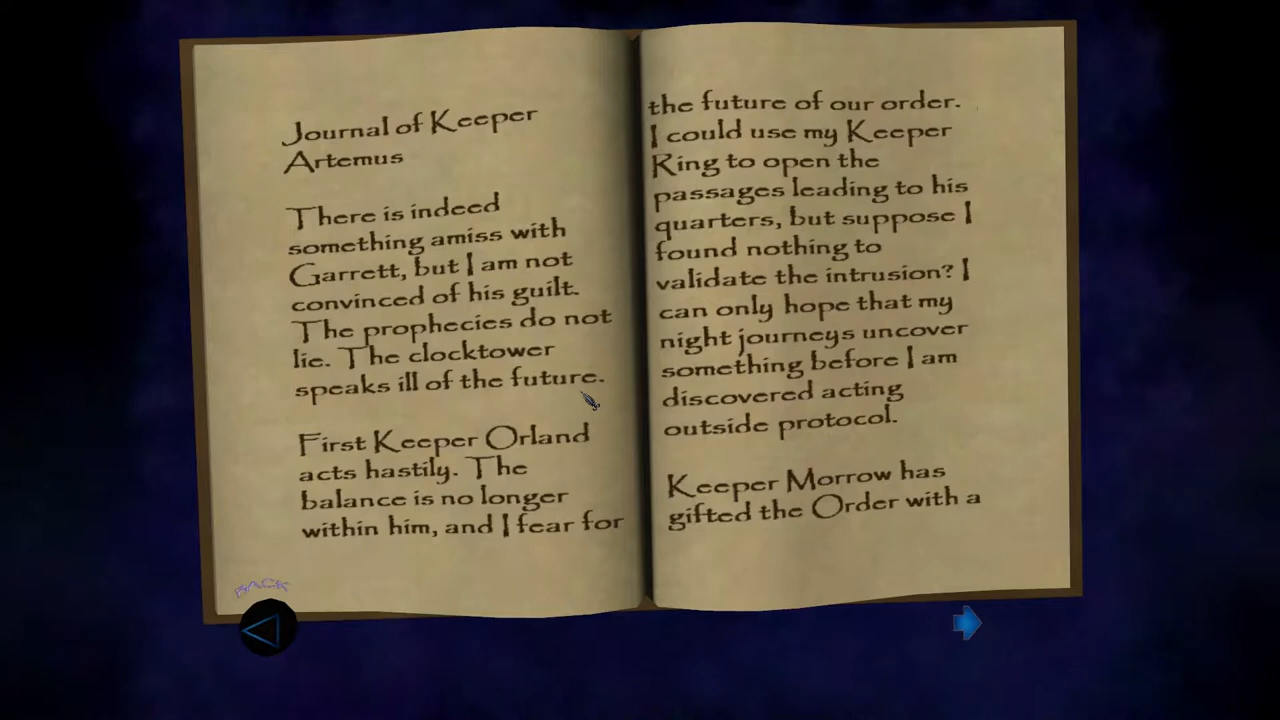 Journal of Keeper
Artemus
There is indeed
something amiss with
Garrett, but I am not
convinced of his guilt.
The prophecies do not
lie. The clocktower
speaks ill of the future.
First Keeper Orland
acts hastily. The
balance is no longer
within him, and I fear for
the future of our order.
I could use my Keeper
Ring to open the
passages leading to his
quarters, but suppose I
found nothing to
validate the intrusion? I
can only hope that my
night journeys uncover
something before I am
discovered acting
outside protocol.
Keeper Morrow has
gifted the Order with a
BACK